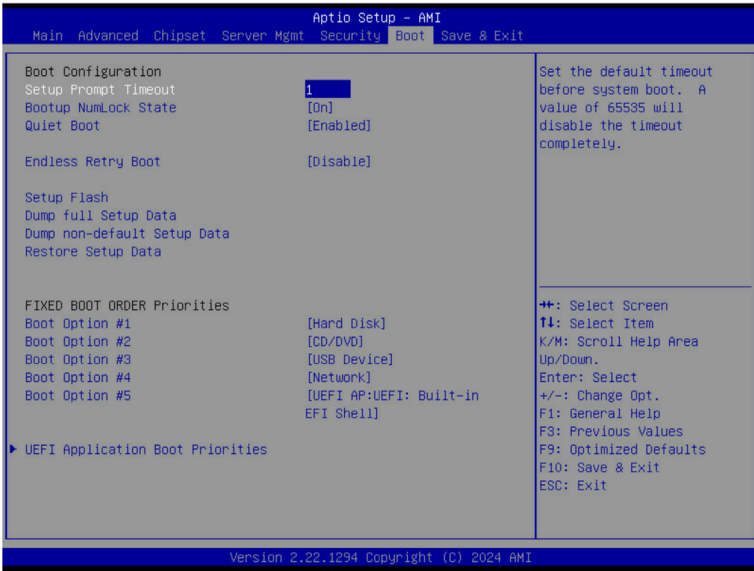 Aptio Setup – AMI
Main Advanced Chipset Server Mgmt Security Boot Save & Exit
Boot Configuration
Setup Prompt Timeout 1
Bootup NumLock State [On]
Quiet Boot [Enabled]
Endless Retry Boot [Disable]
Setup Flash
Dump full Setup Data
Dump non-default Setup Data
Restore Setup Data
FIXED BOOT ORDER Priorities
Boot Option #1 [Hard Disk]
Boot Option #2 [CD/DVD]
Boot Option #3 [USB Device]
Boot Option #4 [Network]
Boot Option #5 [UEFI AP:UEFI: Built-in
EFI Shell]
UEFI Application Boot Priorities
Set the default timeout
before system boot. A
value of 65535 will
disable the timeout
completely.
→←: Select Screen
↑↓: Select Item
K/M: Scroll Help Area
Up/Down.
Enter: Select
+/-: Change Opt.
F1: General Help
F3: Previous Values
F9: Optimized Defaults
F10: Save & Exit
ESC: Exit
Version 2.22.1294 Copyright (C) 2024 AMI